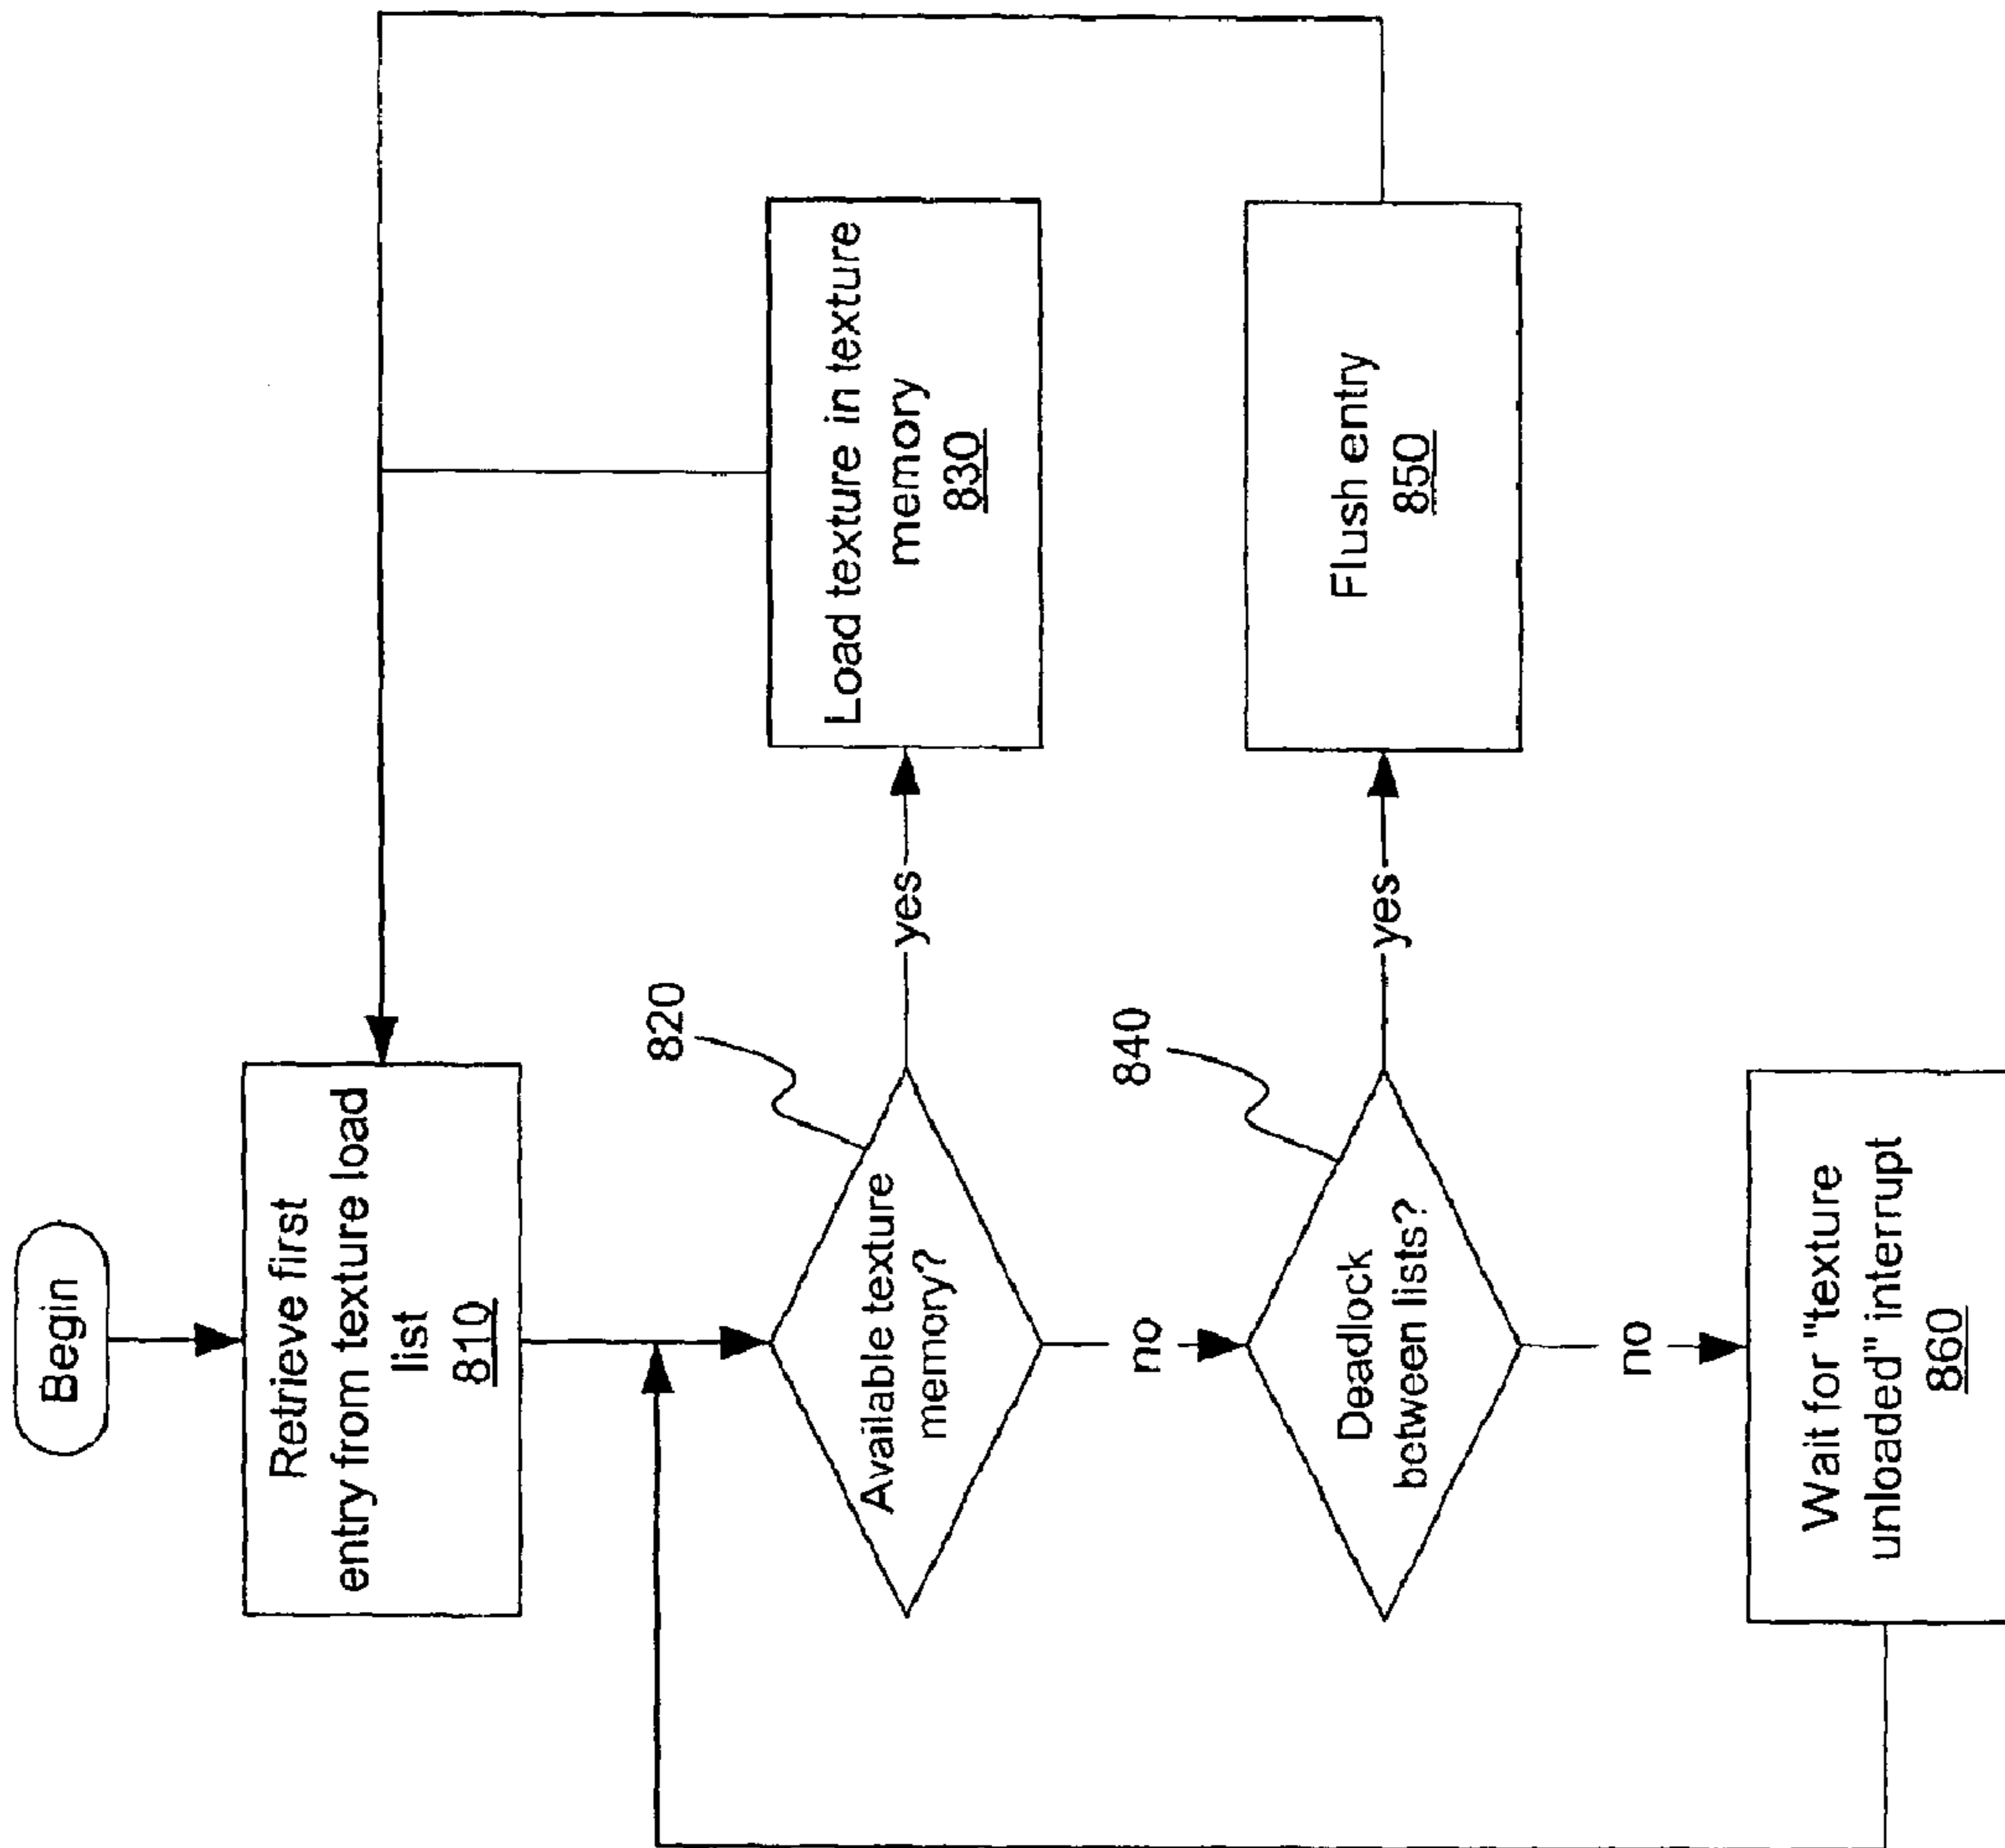 Begin
Retrieve first
entry from texture load
list
810
820
Available texture
memory?
yes
Load texture in texture
memory
830
no
840
Deadlock
between lists?
yes
Flush entry
850
no
Wait for "texture
unloaded" interrupt
860